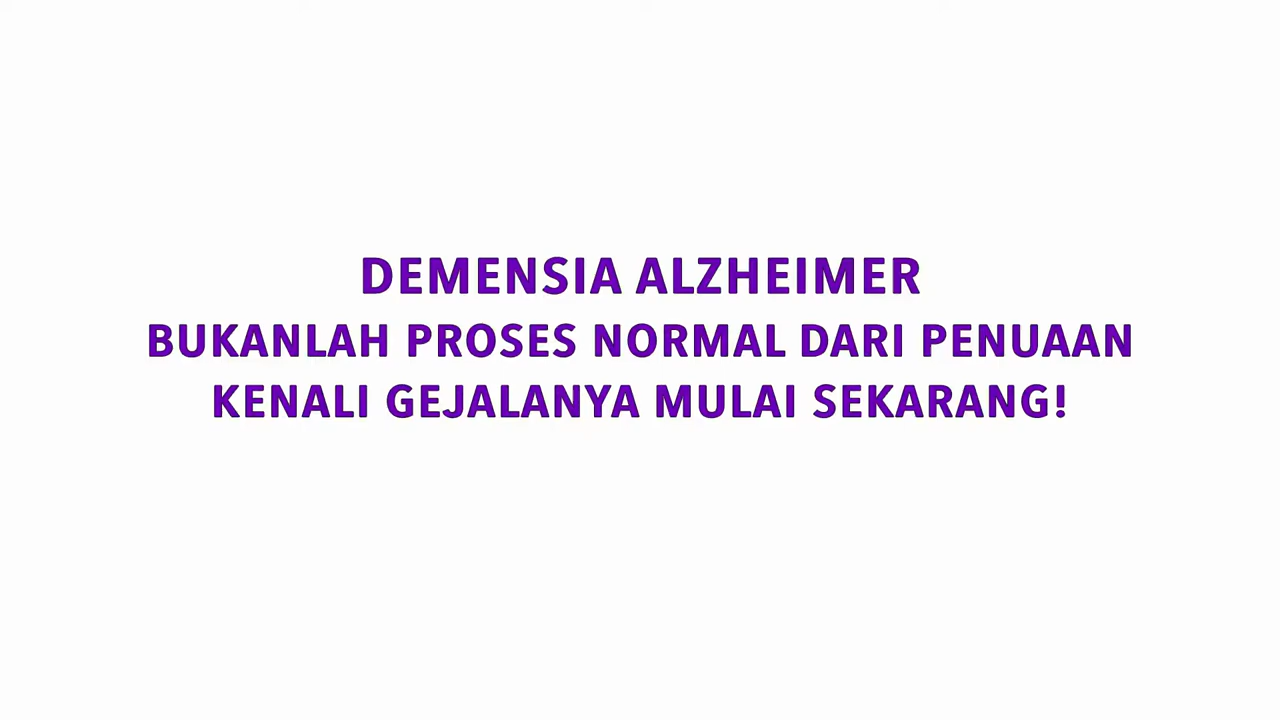 DEMENSIA ALZHEIMER
BUKANLAH PROSES NORMAL DARI PENUAAN
KENALI GEJALANYA MULAI SEKARANG!